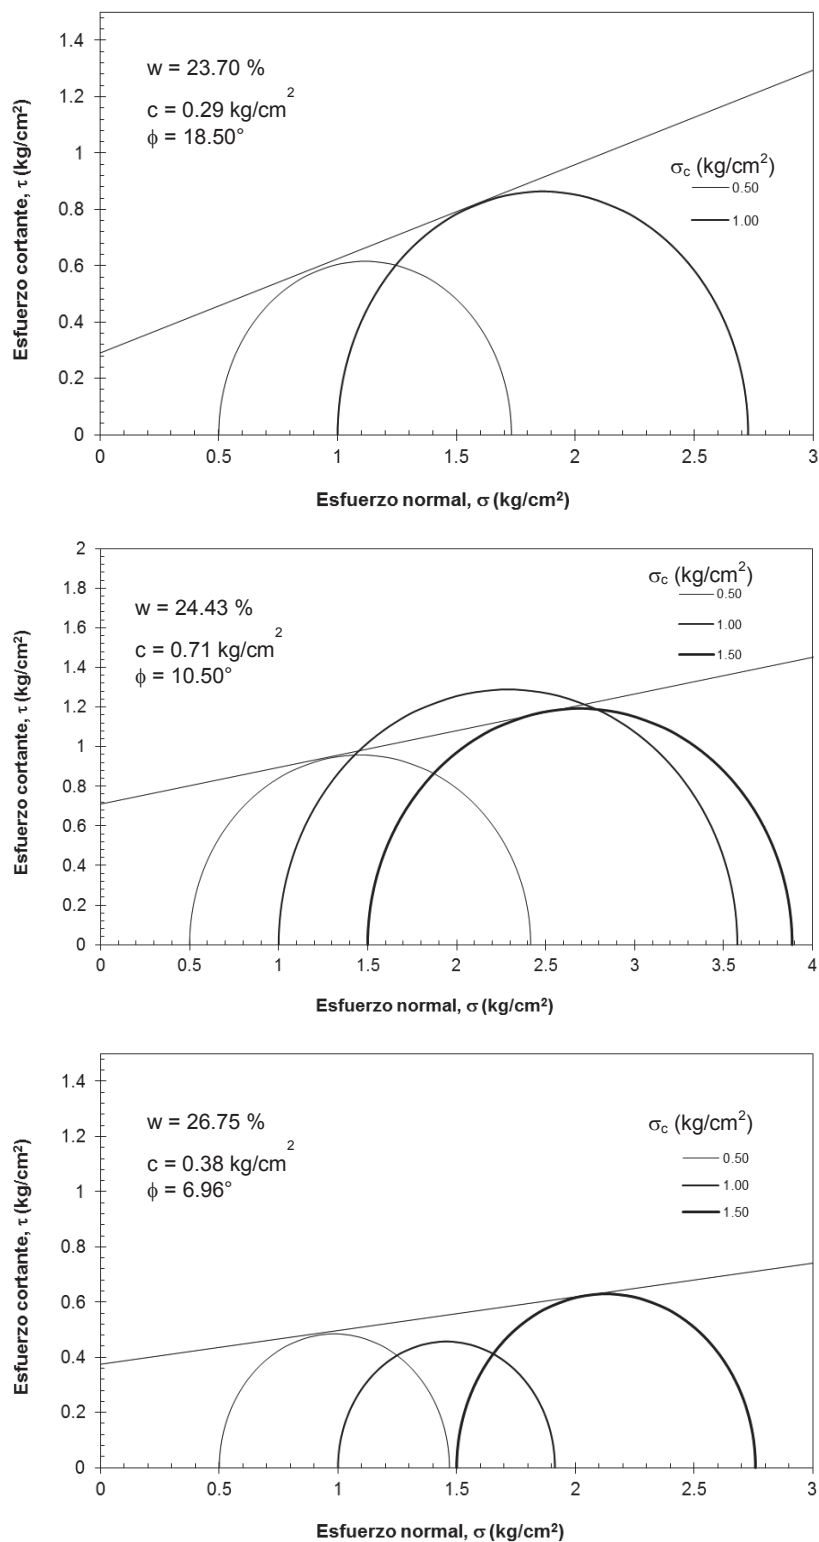 1.4
w = 23.70 %
1.2
c = 0.29 kg/cm²
ϕ = 18.50°
1
σc (kg/cm²)
0.50
0.8
1.00
0.6
0.4
0.2
0
0 0.5 1 1.5 2 2.5 3
Esfuerzo cortante, τ (kg/cm²)
Esfuerzo normal, σ (kg/cm²)
2
σc (kg/cm²)
1.8
0.50
w = 24.43 %
1.6
1.00
c = 0.71 kg/cm²
1.50
ϕ = 10.50°
1.4
1.2
1
0.8
0.6
0.4
0.2
0
0 0.5 1 1.5 2 2.5 3 3.5 4
Esfuerzo cortante, τ (kg/cm²)
Esfuerzo normal, σ (kg/cm²)
1.4
w = 26.75 %
σc (kg/cm²)
1.2
c = 0.38 kg/cm²
0.50
ϕ = 6.96°
1.00
1
1.50
0.8
0.6
0.4
0.2
0
0 0.5 1 1.5 2 2.5 3
Esfuerzo cortante, τ (kg/cm²)
Esfuerzo normal, σ (kg/cm²)